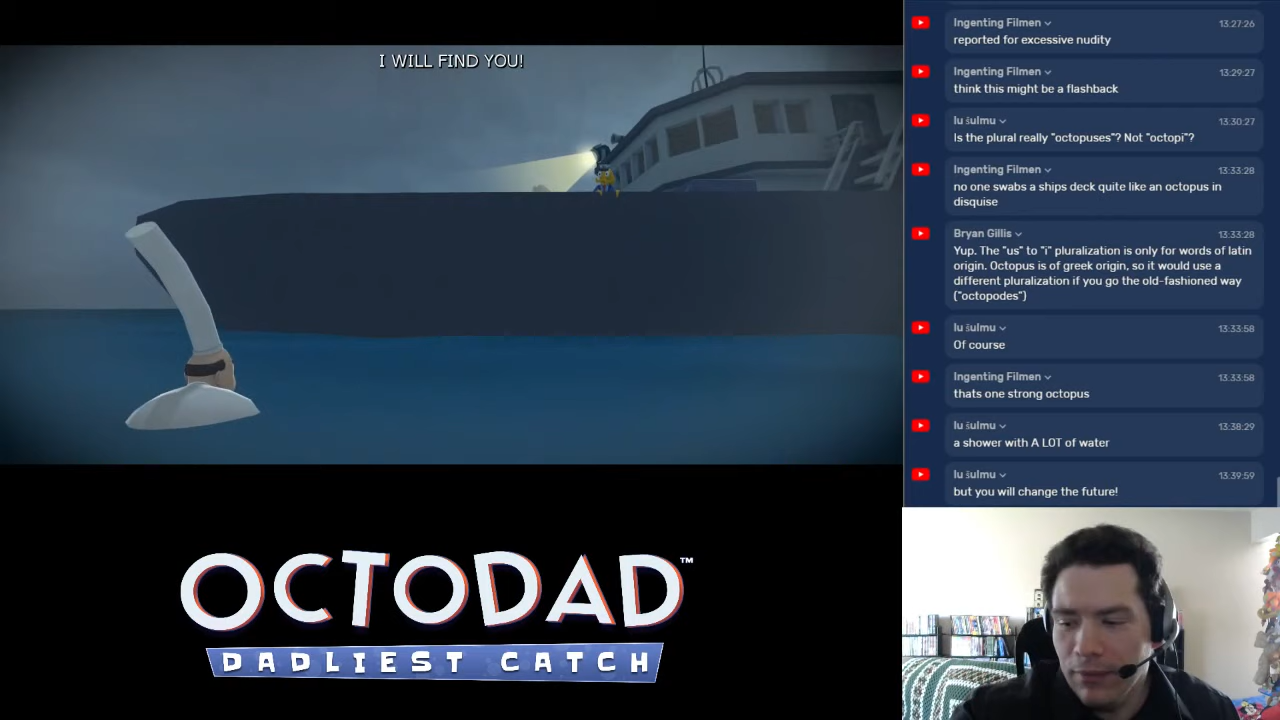 I WILL FIND YOU!
OCTODAD™
DADLIEST CATCH
Ingenting Filmen 13:27:26
reported for excessive nudity
Ingenting Filmen 13:29:27
think this might be a flashback
lu šulmu 13:30:27
Is the plural really "octopuses"? Not "octopi"?
Ingenting Filmen 13:33:28
no one swabs a ships deck quite like an octopus in
disquise
Bryan Gillis 13:33:28
Yup. The "us" to "i" pluralization is only for words of latin
origin. Octopus is of greek origin, so it would use a
different pluralization if you go the old-fashioned way
("octopodes")
lu šulmu 13:33:58
Of course
Ingenting Filmen 13:33:58
thats one strong octopus
lu šulmu 13:38:29
a shower with A LOT of water
lu šulmu 13:39:59
but you will change the future!